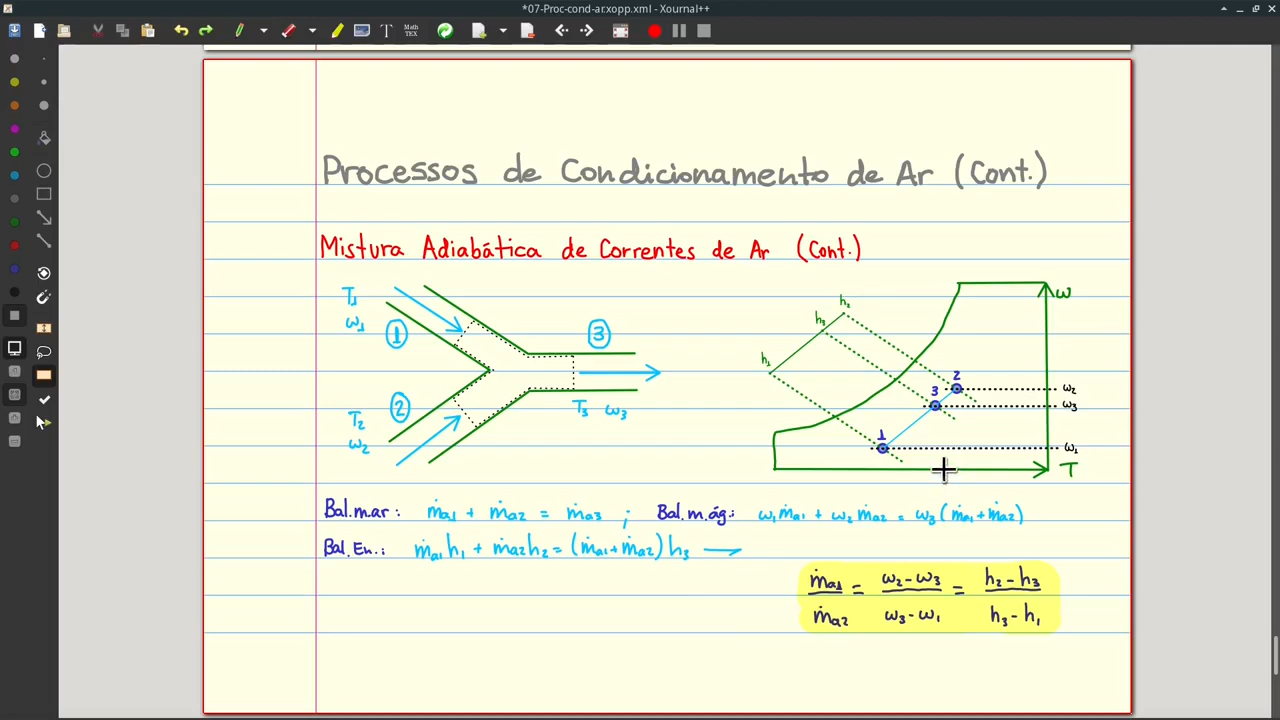 *07-Proc-cond-ar.xopp.xml - Xournal++
T
Math
TEX
Processos de Condicionamento de Ar (Cont.)
Mistura Adiabática de Correntes de Ar (Cont.)
T₁
ω₁
1
2
T₂
ω₂
3
T₃ ω₃
h₁
h₃
h₂
ω
1
3
2
ω₂
ω₃
ω₁
T
Bal.m.ar: ṁa1 + ṁa2 = ṁa3 ; Bal.m.ág.: ω₁ṁa1 + ω₂ṁa2 = ω₃(ṁa1+ṁa2)
Bal.En.: ṁa1h₁ + ṁa2h₂ = (ṁa1+ṁa2)h₃
ṁa1/ṁa2 = (ω₂-ω₃)/(ω₃-ω₁) = (h₂-h₃)/(h₃-h₁)